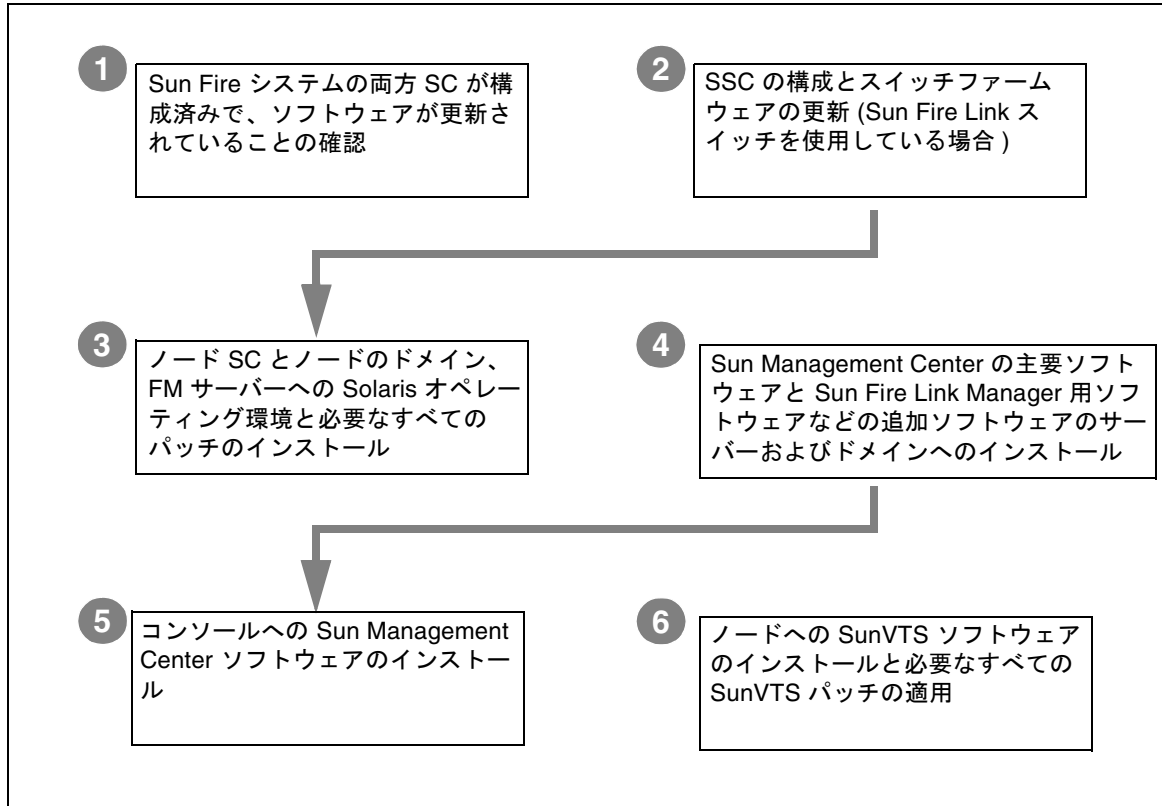 1
Sun Fire システムの両方 SC が構
成済みで、ソフトウェアが更新さ
れていることの確認
2
SSC の構成とスイッチファーム
ウェアの更新 (Sun Fire Link ス
イッチを使用している場合 )
3
ノード SC とノードのドメイン、
FM サーバーへの Solaris オペレー
ティング環境と必要なすべての
パッチのインストール
4
Sun Management Center の主要ソフト
ウェアと Sun Fire Link Manager 用ソフ
トウェアなどの追加ソフトウェアのサー
バーおよびドメインへのインストール
5
コンソールへの Sun Management
Center ソフトウェアのインストー
ル
6
ノードへの SunVTS ソフトウェア
のインストールと必要なすべての
SunVTS パッチの適用